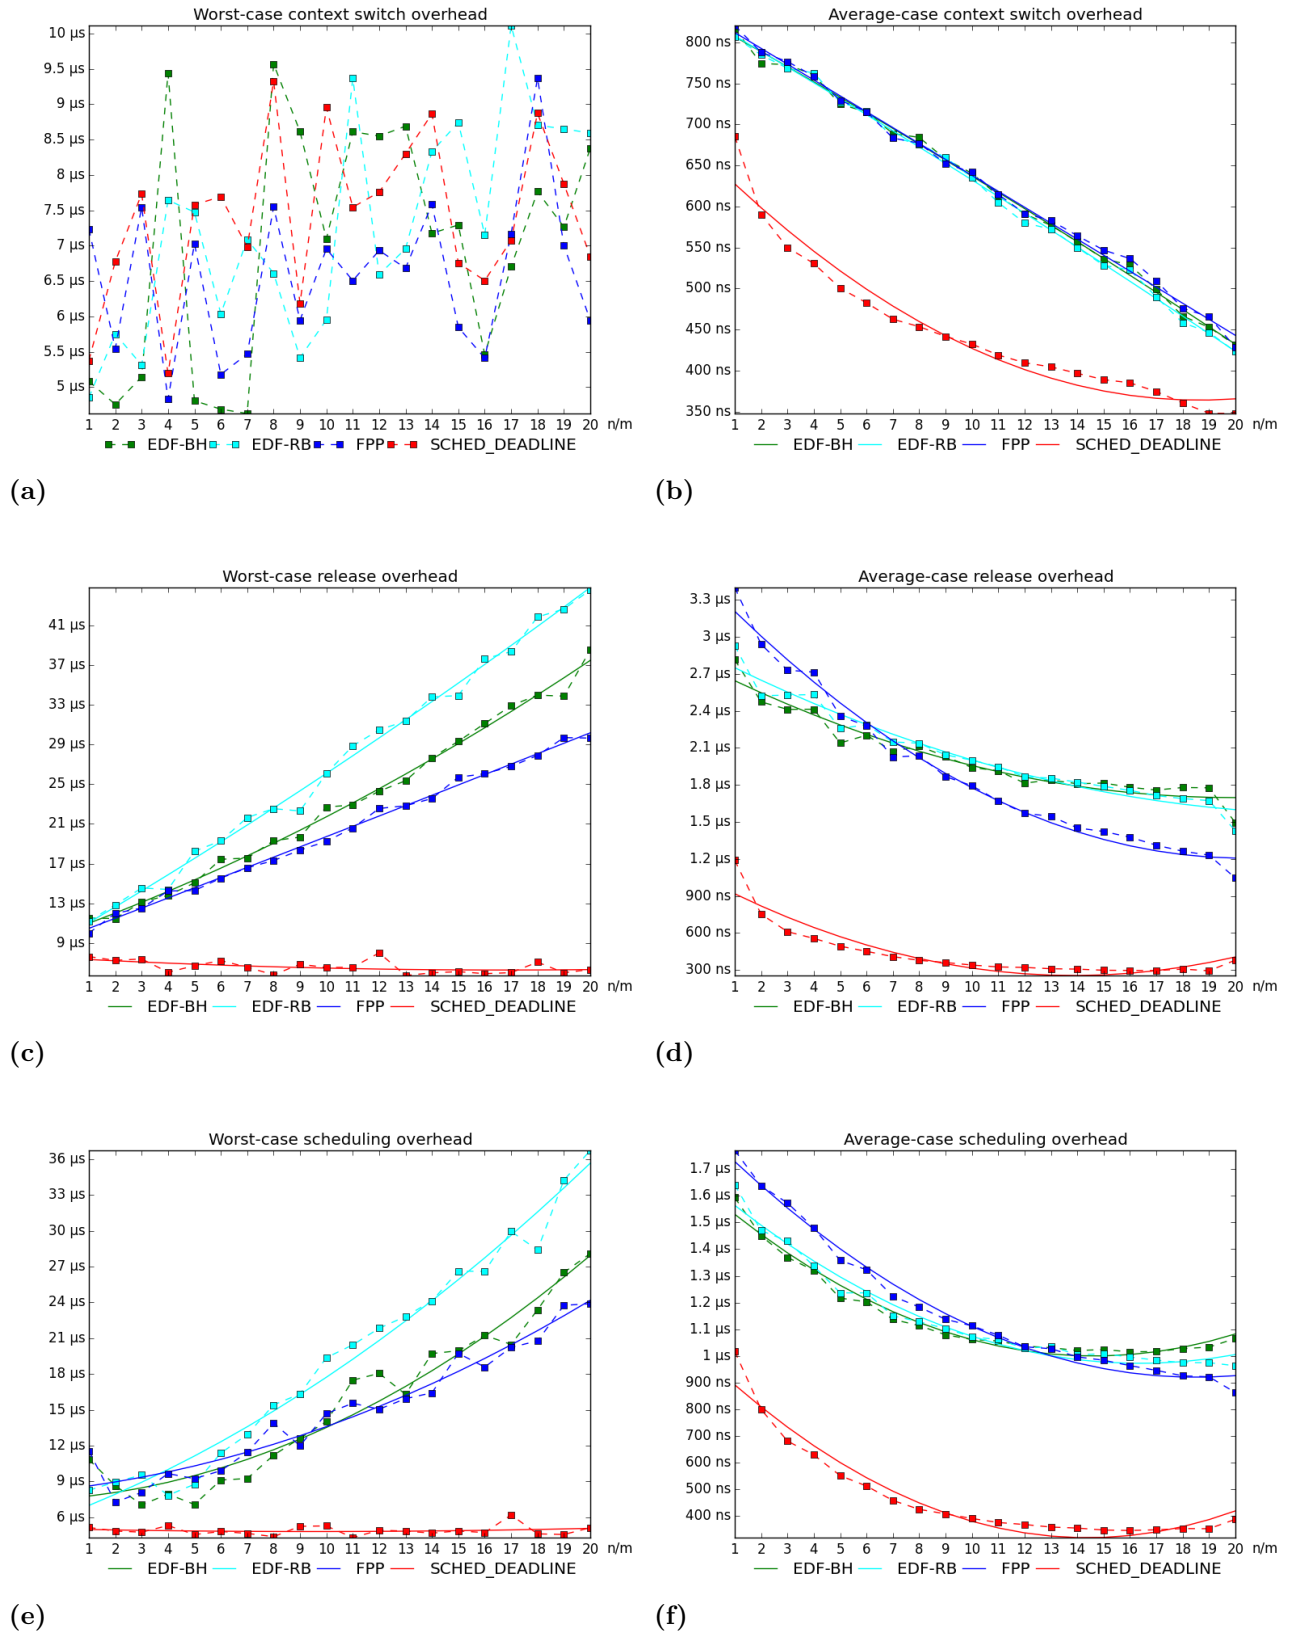 Worst-case context switch overhead
10 µs
9.5 µs
9 µs
8.5 µs
8 µs
7.5 µs
7 µs
6.5 µs
6 µs
5.5 µs
5 µs
1 2 3 4 5 6 7 8 9 10 11 12 13 14 15 16 17 18 19 20 n/m
EDF-BH EDF-RB FPP SCHED_DEADLINE
(a)
Average-case context switch overhead
800 ns
750 ns
700 ns
650 ns
600 ns
550 ns
500 ns
450 ns
400 ns
350 ns
1 2 3 4 5 6 7 8 9 10 11 12 13 14 15 16 17 18 19 20 n/m
EDF-BH EDF-RB FPP SCHED_DEADLINE
(b)
Worst-case release overhead
41 µs
37 µs
33 µs
29 µs
25 µs
21 µs
17 µs
13 µs
9 µs
1 2 3 4 5 6 7 8 9 10 11 12 13 14 15 16 17 18 19 20 n/m
EDF-BH EDF-RB FPP SCHED_DEADLINE
(c)
Average-case release overhead
3.3 µs
3 µs
2.7 µs
2.4 µs
2.1 µs
1.8 µs
1.5 µs
1.2 µs
900 ns
600 ns
300 ns
1 2 3 4 5 6 7 8 9 10 11 12 13 14 15 16 17 18 19 20 n/m
EDF-BH EDF-RB FPP SCHED_DEADLINE
(d)
Worst-case scheduling overhead
36 µs
33 µs
30 µs
27 µs
24 µs
21 µs
18 µs
15 µs
12 µs
9 µs
6 µs
1 2 3 4 5 6 7 8 9 10 11 12 13 14 15 16 17 18 19 20 n/m
EDF-BH EDF-RB FPP SCHED_DEADLINE
(e)
Average-case scheduling overhead
1.7 µs
1.6 µs
1.5 µs
1.4 µs
1.3 µs
1.2 µs
1.1 µs
1 µs
900 ns
800 ns
700 ns
600 ns
500 ns
400 ns
1 2 3 4 5 6 7 8 9 10 11 12 13 14 15 16 17 18 19 20 n/m
EDF-BH EDF-RB FPP SCHED_DEADLINE
(f)